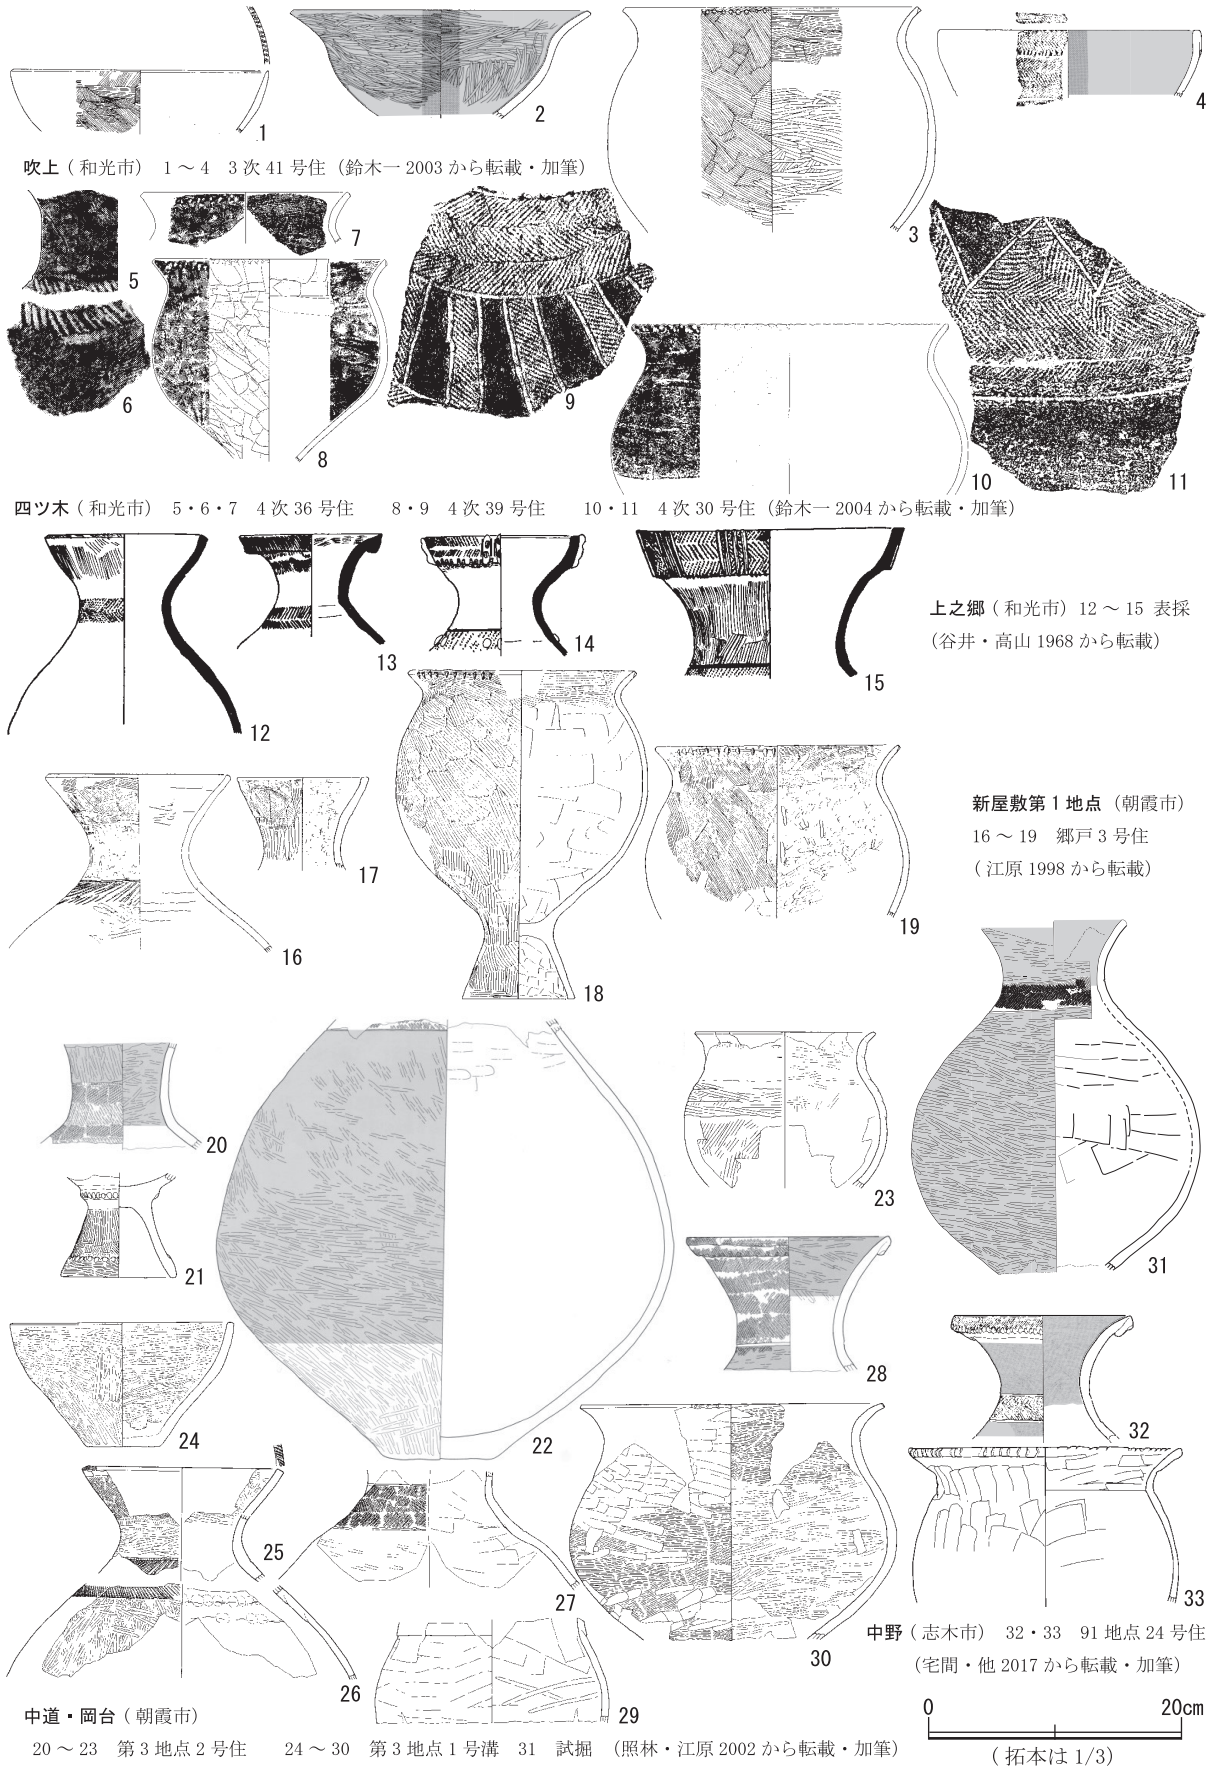 1
2
3
4
吹上（和光市）　1～4　3次41号住（鈴木一2003から転載・加筆）
5
6
7
8
9
10
11
四ツ木（和光市）　5・6・7　4次36号住　　8・9　4次39号住　　10・11　4次30号住（鈴木一2004から転載・加筆）
12
13
14
15
上之郷（和光市）12～15 表採
(谷井・高山1968から転載）
16
17
18
19
新屋敷第1地点（朝霞市）
16～19　郷戸3号住
（江原1998から転載）
20
21
22
23
31
24
28
32
25
27
30
33
26
29
中野（志木市）　32・33　91地点24号住
（宅間・他2017から転載・加筆）
中道・岡台（朝霞市）
20～23　第3地点2号住　　24～30　第3地点1号溝　31　試掘　（照林・江原2002から転載・加筆）
0　20cm
（拓本は1/3）